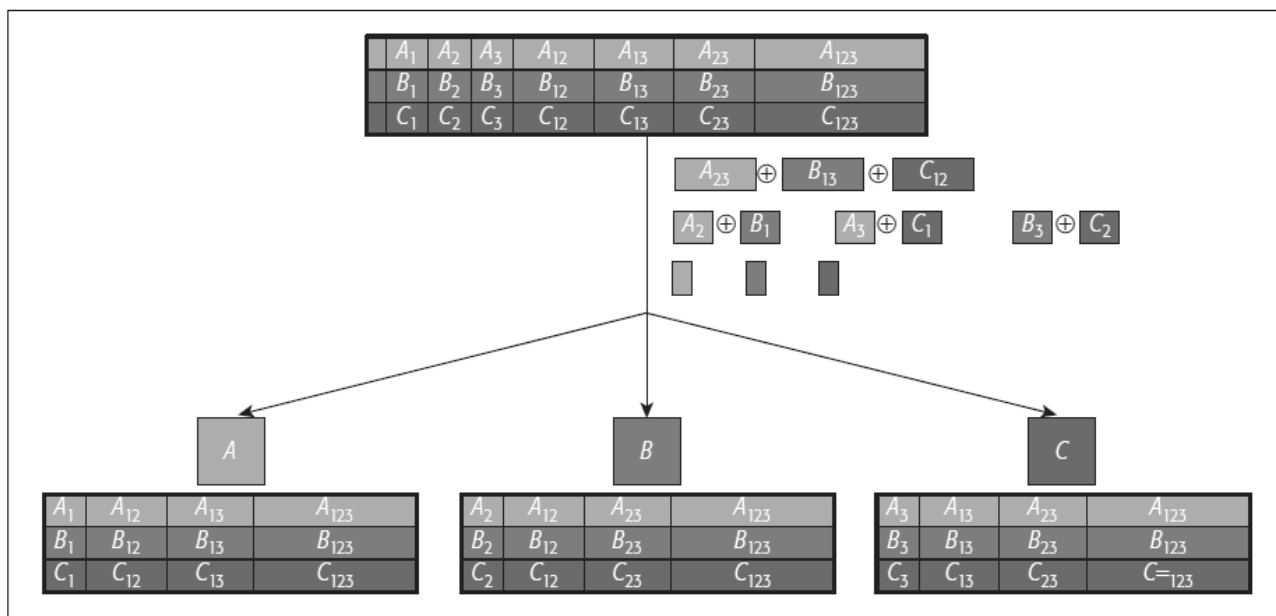 A₁ A₂ A₃ A₁₂ A₁₃ A₂₃ A₁₂₃
B₁ B₂ B₃ B₁₂ B₁₃ B₂₃ B₁₂₃
C₁ C₂ C₃ C₁₂ C₁₃ C₂₃ C₁₂₃
A₂₃ ⊕ B₁₃ ⊕ C₁₂
A₂ ⊕ B₁ A₃ ⊕ C₁ B₃ ⊕ C₂
A B C
A₁ A₁₂ A₁₃ A₁₂₃ A₂ A₁₂ A₂₃ A₁₂₃ A₃ A₁₃ A₂₃ A₁₂₃
B₁ B₁₂ B₁₃ B₁₂₃ B₂ B₁₂ B₂₃ B₁₂₃ B₃ B₁₃ B₂₃ B₁₂₃
C₁ C₁₂ C₁₃ C₁₂₃ C₂ C₁₂ C₂₃ C₁₂₃ C₃ C₁₃ C₂₃ C=₁₂₃